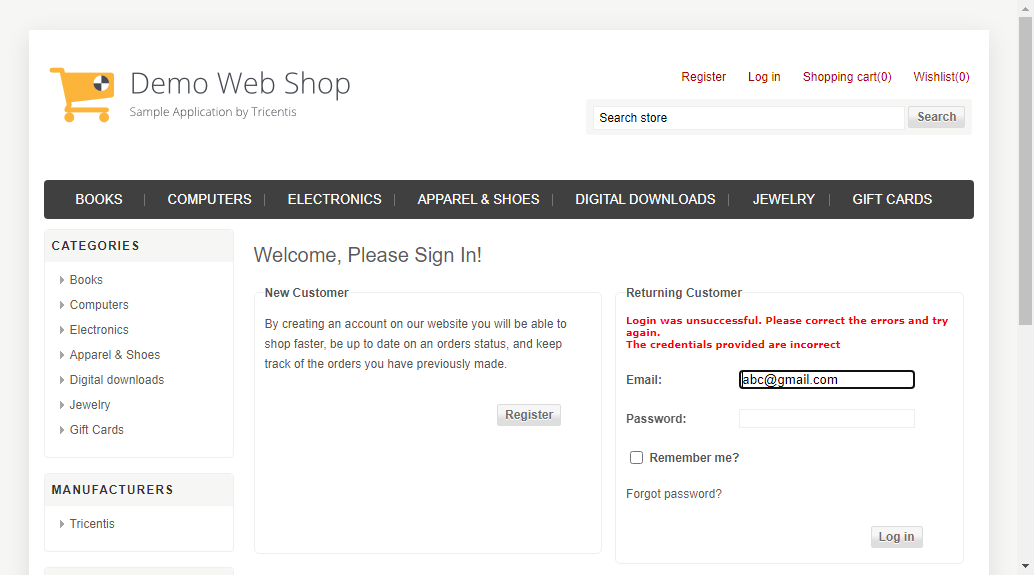 Demo Web Shop
Sample Application by Tricentis
Register Log in Shopping cart(0) Wishlist(0)
Search store Search
BOOKS COMPUTERS ELECTRONICS APPAREL & SHOES DIGITAL DOWNLOADS JEWELRY GIFT CARDS
CATEGORIES
Books
Computers
Electronics
Apparel & Shoes
Digital downloads
Jewelry
Gift Cards
MANUFACTURERS
Tricentis
Welcome, Please Sign In!
New Customer
By creating an account on our website you will be able to
shop faster, be up to date on an orders status, and keep
track of the orders you have previously made.
Register
Returning Customer
Login was unsuccessful. Please correct the errors and try
again.
The credentials provided are incorrect
Email: abc@gmail.com
Password:
Remember me?
Forgot password?
Log in